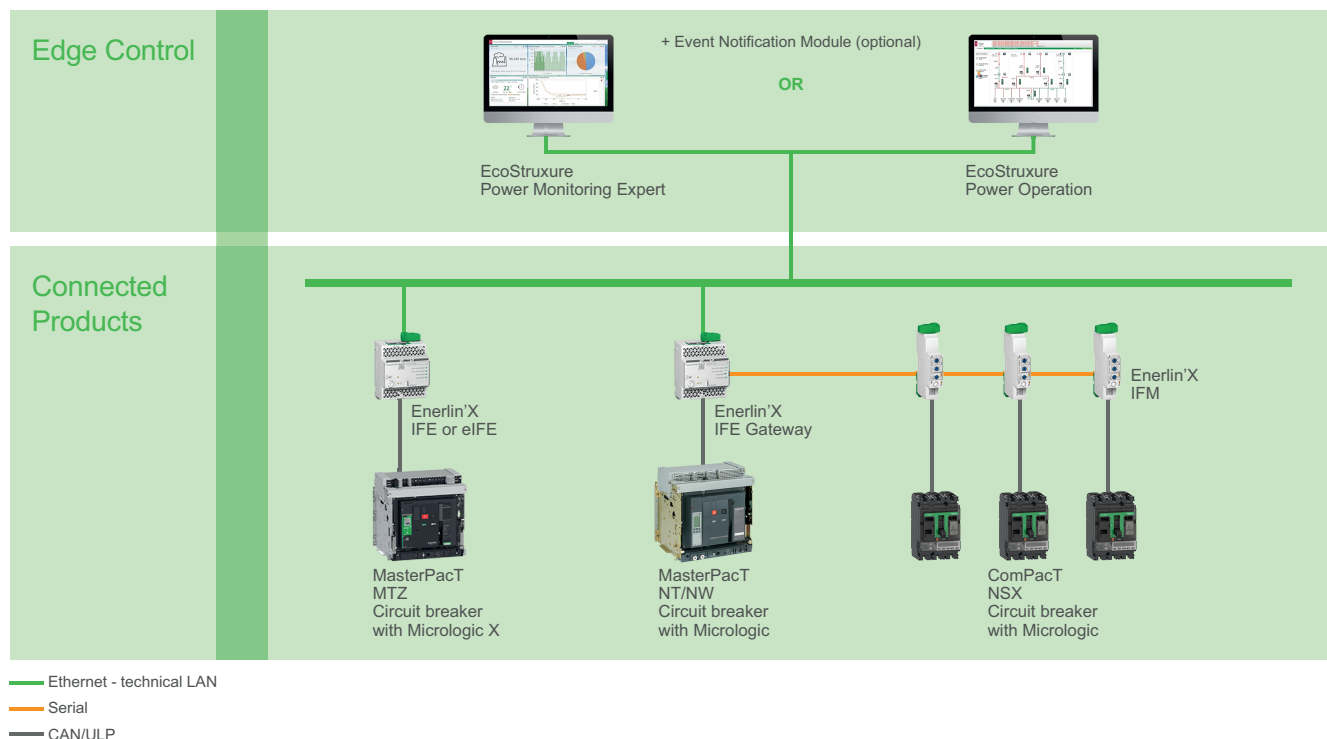 Edge Control
+ Event Notification Module (optional)
OR
EcoStruxure
Power Monitoring Expert
EcoStruxure
Power Operation
Connected
Products
Enerlin’X
IFE or eIFE
Enerlin’X
IFE Gateway
Enerlin’X
IFM
MasterPacT
MTZ
Circuit breaker
with Micrologic X
MasterPacT
NT/NW
Circuit breaker
with Micrologic
ComPacT
NSX
Circuit breaker
with Micrologic
Ethernet - technical LAN
Serial
CAN/ULP